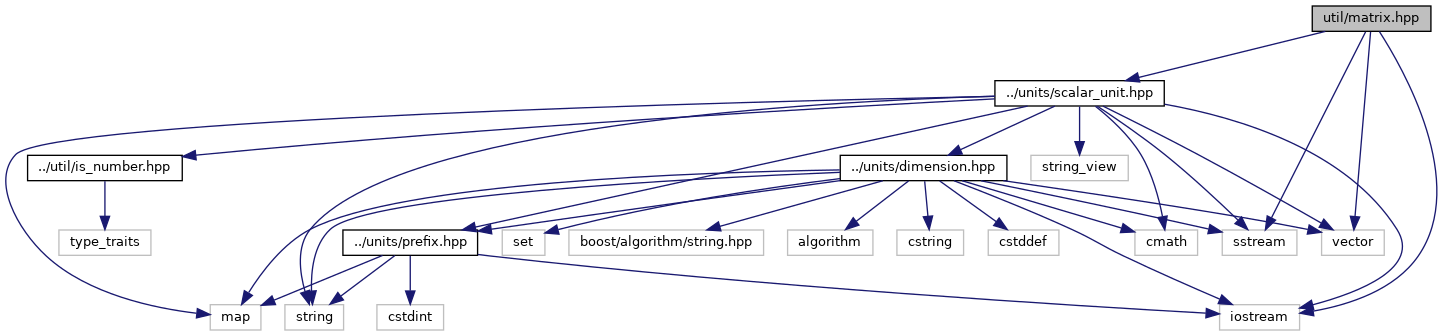 util/matrix.hpp
../units/scalar_unit.hpp
../util/is_number.hpp
../units/dimension.hpp
string_view
type_traits
../units/prefix.hpp
set
boost/algorithm/string.hpp
algorithm
cstring
cstddef
cmath
sstream
vector
map
string
cstdint
iostream